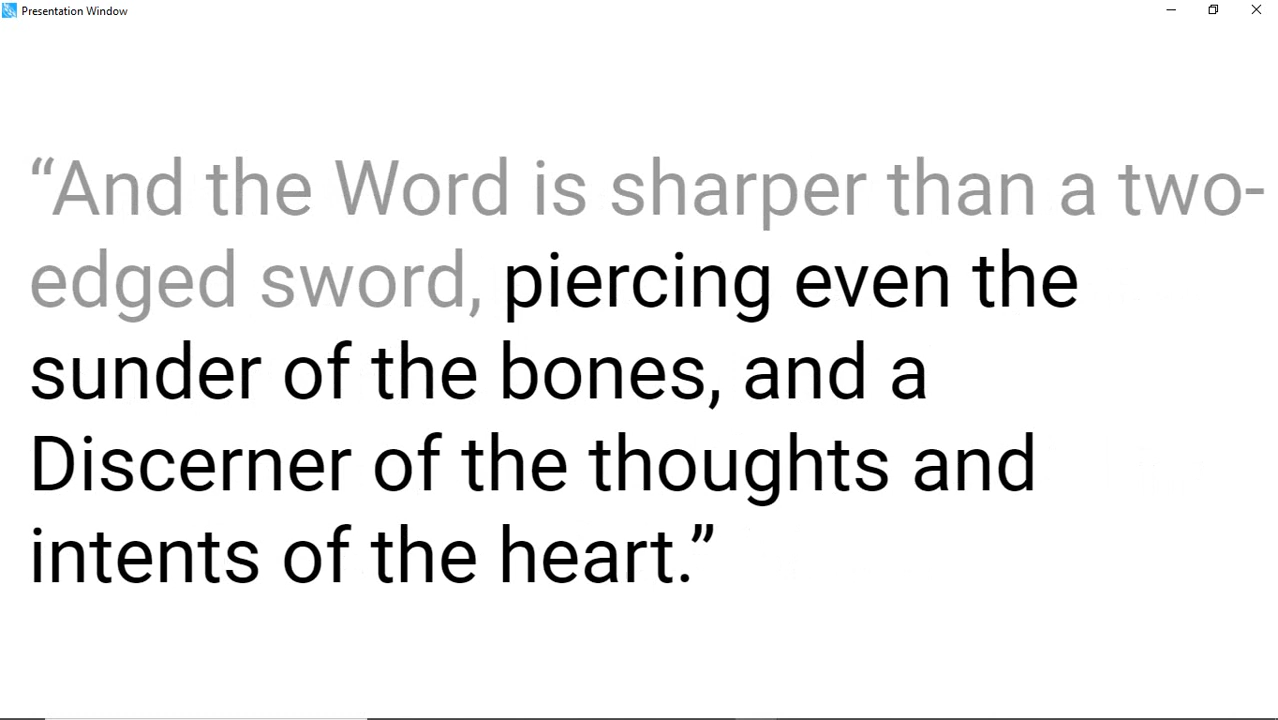 Presentation Window
“And the Word is sharper than a two-
edged sword, piercing even the
sunder of the bones, and a
Discerner of the thoughts and
intents of the heart.”